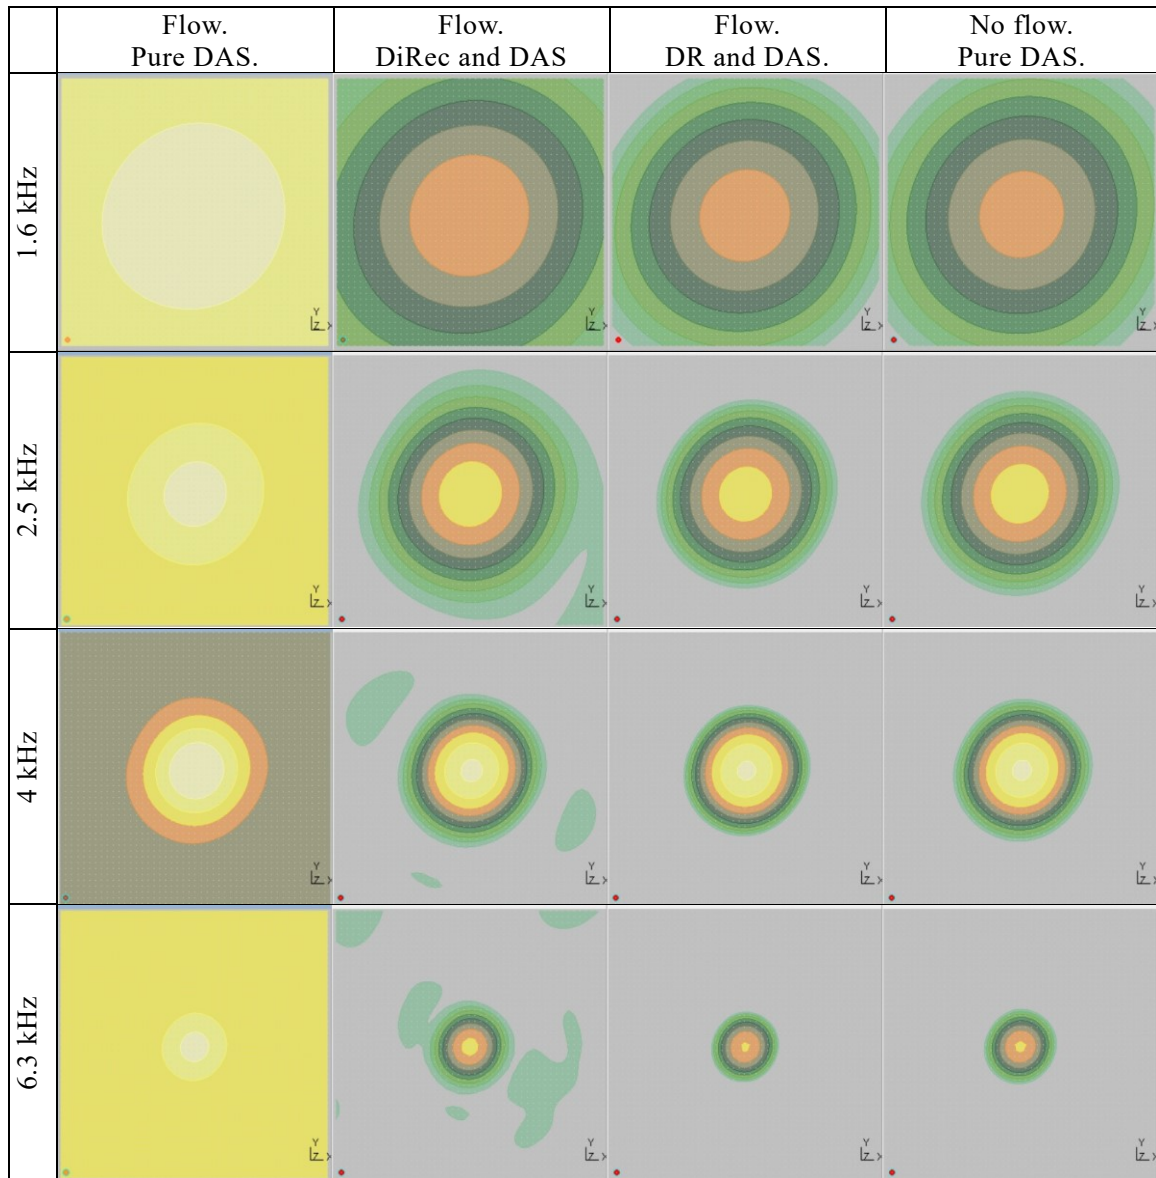 Flow.
Pure DAS.
Flow.
DiRec and DAS
Flow.
DR and DAS.
No flow.
Pure DAS.
1.6 kHz
Y
Z X
Y
Z X
Y
Z X
Y
Z X
2.5 kHz
Y
Z X
Y
Z X
Y
Z X
Y
Z X
4 kHz
Y
Z X
Y
Z X
Y
Z X
Y
Z X
6.3 kHz
Y
Z X
Y
Z X
Y
Z X
Y
Z X